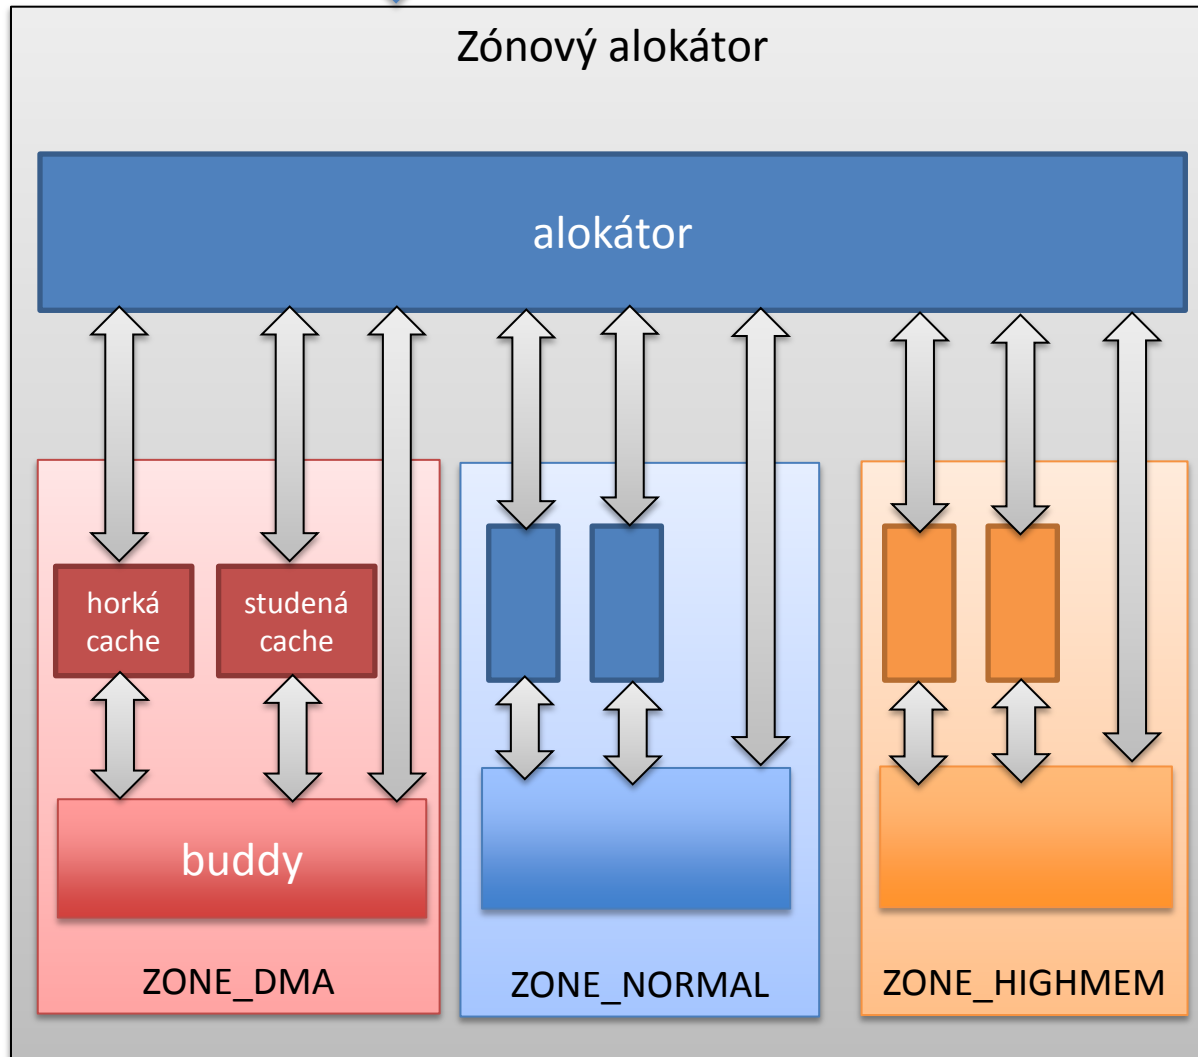 Zónový alokátor
alokátor
horká
cache
studená
cache
buddy
ZONE_DMA
ZONE_NORMAL
ZONE_HIGHMEM